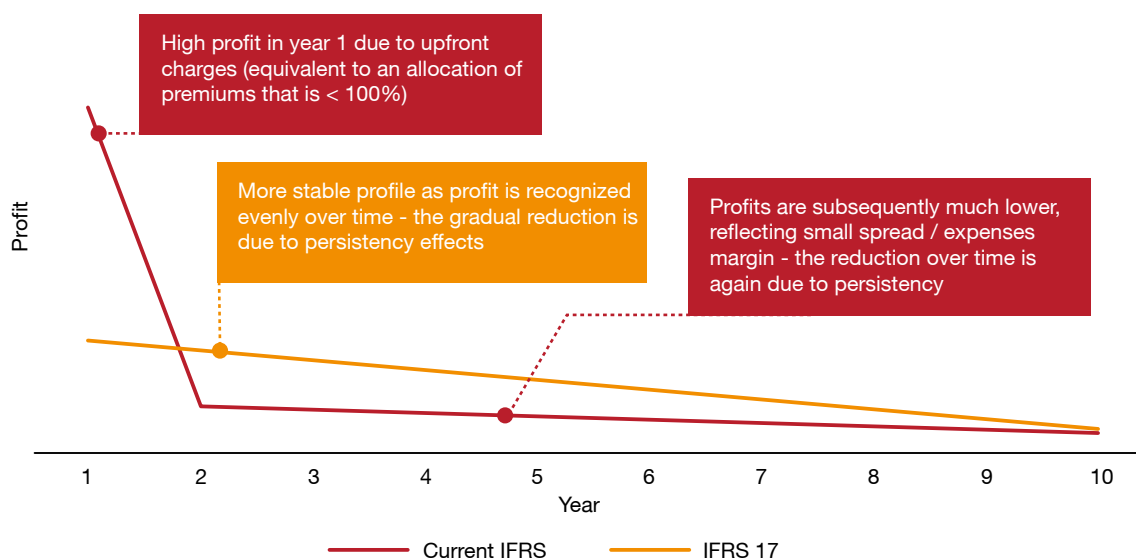 High profit in year 1 due to upfront
charges (equivalent to an allocation of
premiums that is < 100%)
More stable profile as profit is recognized
evenly over time - the gradual reduction is
due to persistency effects
Profits are subsequently much lower,
reflecting small spread / expenses
margin - the reduction over time is
again due to persistency
Profit
1 2 3 4 5 6 7 8 9 10
Year
Current IFRS IFRS 17